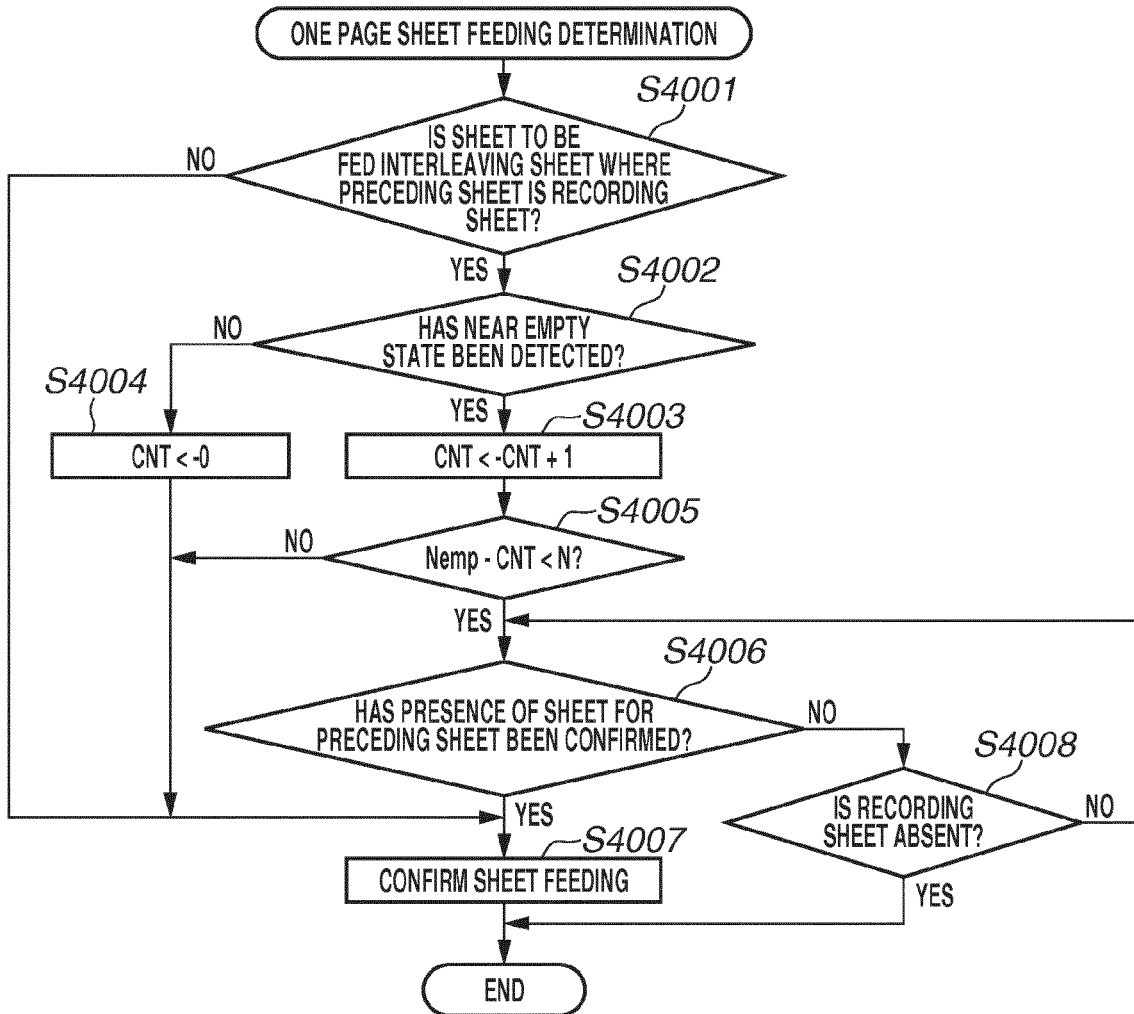 ONE PAGE SHEET FEEDING DETERMINATION
S4001
IS SHEET TO BE
FED INTERLEAVING SHEET WHERE
PRECEDING SHEET IS RECORDING
SHEET?
NO
YES
S4002
HAS NEAR EMPTY
STATE BEEN DETECTED?
NO
YES
S4004
CNT < -0
S4003
CNT < -CNT + 1
S4005
Nemp - CNT < N?
NO
YES
S4006
HAS PRESENCE OF SHEET FOR
PRECEDING SHEET BEEN CONFIRMED?
NO
YES
S4008
IS RECORDING
SHEET ABSENT?
NO
YES
S4007
CONFIRM SHEET FEEDING
END